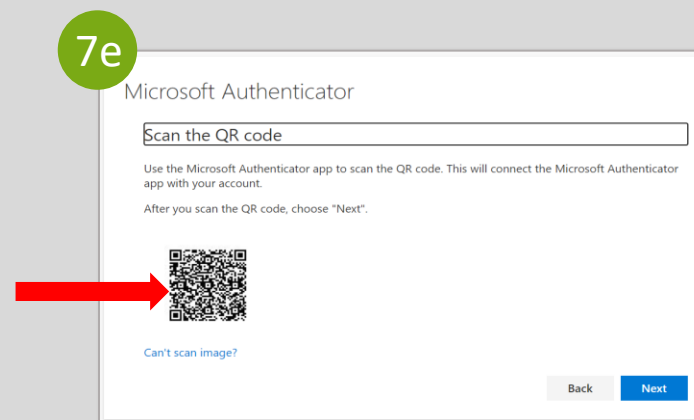 7e
Microsoft Authenticator
Scan the QR code
Use the Microsoft Authenticator app to scan the QR code. This will connect the Microsoft Authenticator
app with your account.
After you scan the QR code, choose "Next".
Can't scan image?
Back Next